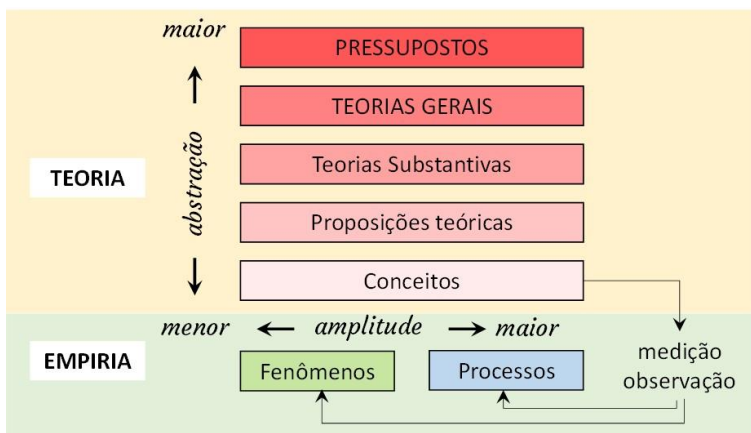 maior
PRESSUPOSTOS
TEORIAS GERAIS
abstração
TEORIA
Teorias Substantivas
Proposições teóricas
Conceitos
menor
amplitude
maior
EMPIRIA
Fenômenos
Processos
medição
observação